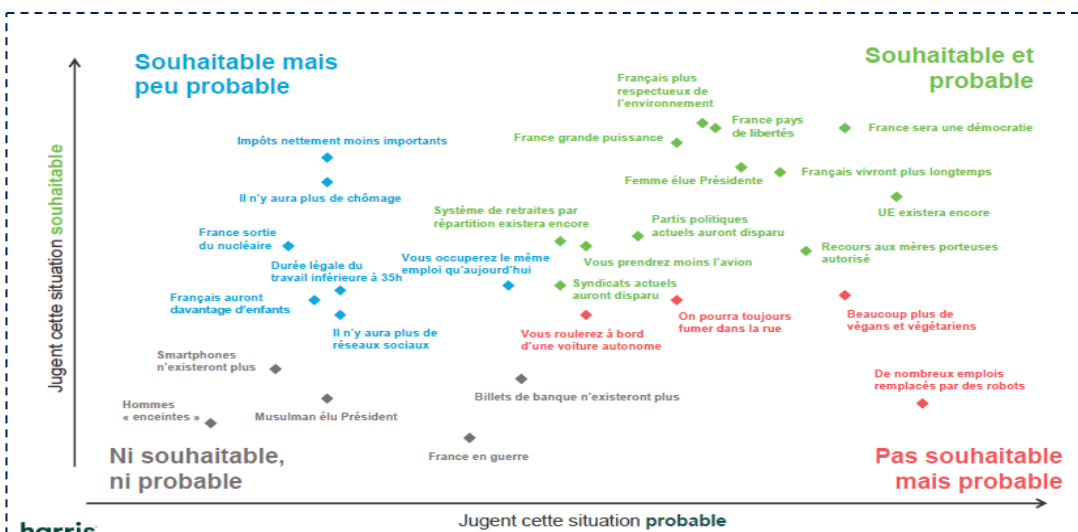 Souhaitable mais
peu probable
Souhaitable et
probable
Jugent cette situation souhaitable
Français plus
respectueux de
l'environnement
France grande puissance
France pays
de libertés
France sera une démocratie
Impôts nettement moins importants
Il n'y aura plus de chômage
Femme élue Présidente
Français vivront plus longtemps
UE existera encore
Système de retraites par
répartition existera encore
Partis politiques
actuels auront disparu
France sortie
du nucléaire
Vous occuperez le même
emploi qu'aujourd'hui
Vous prendrez moins l'avion
Recours aux mères porteuses
autorisé
Durée légale du
travail inférieure à 35h
Français auront
davantage d'enfants
Syndicats actuels
auront disparu
Il n'y aura plus de
réseaux sociaux
Vous roulerez à bord
d'une voiture autonome
On pourra toujours
fumer dans la rue
Beaucoup plus de
végans et végétariens
Smartphones
n'existeront plus
Hommes
« enceintes »
Musulman élu Président
Billets de banque n'existeront plus
De nombreux emplois
remplacés par des robots
France en guerre
Ni souhaitable,
ni probable
Pas souhaitable
mais probable
Jugent cette situation probable
harris